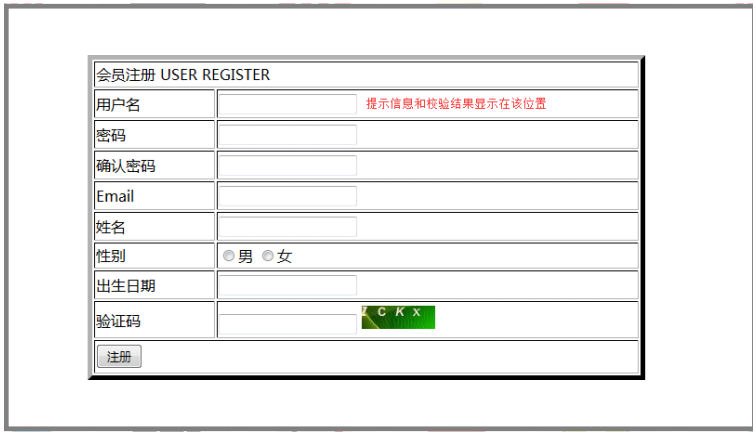 会员注册 USER REGISTER
用户名 提示信息和校验结果显示在该位置
密码
确认密码
Email
姓名
性别 男 女
出生日期
验证码 Z C K X
注册